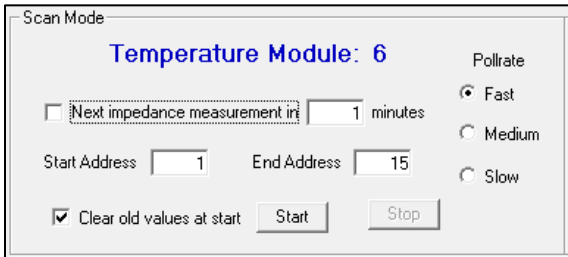 Scan Mode
Temperature Module: 6
Pollrate
Fast
Next impedance measurement in 1 minutes
Medium
Start Address 1 End Address 15
Slow
Clear old values at start Start Stop